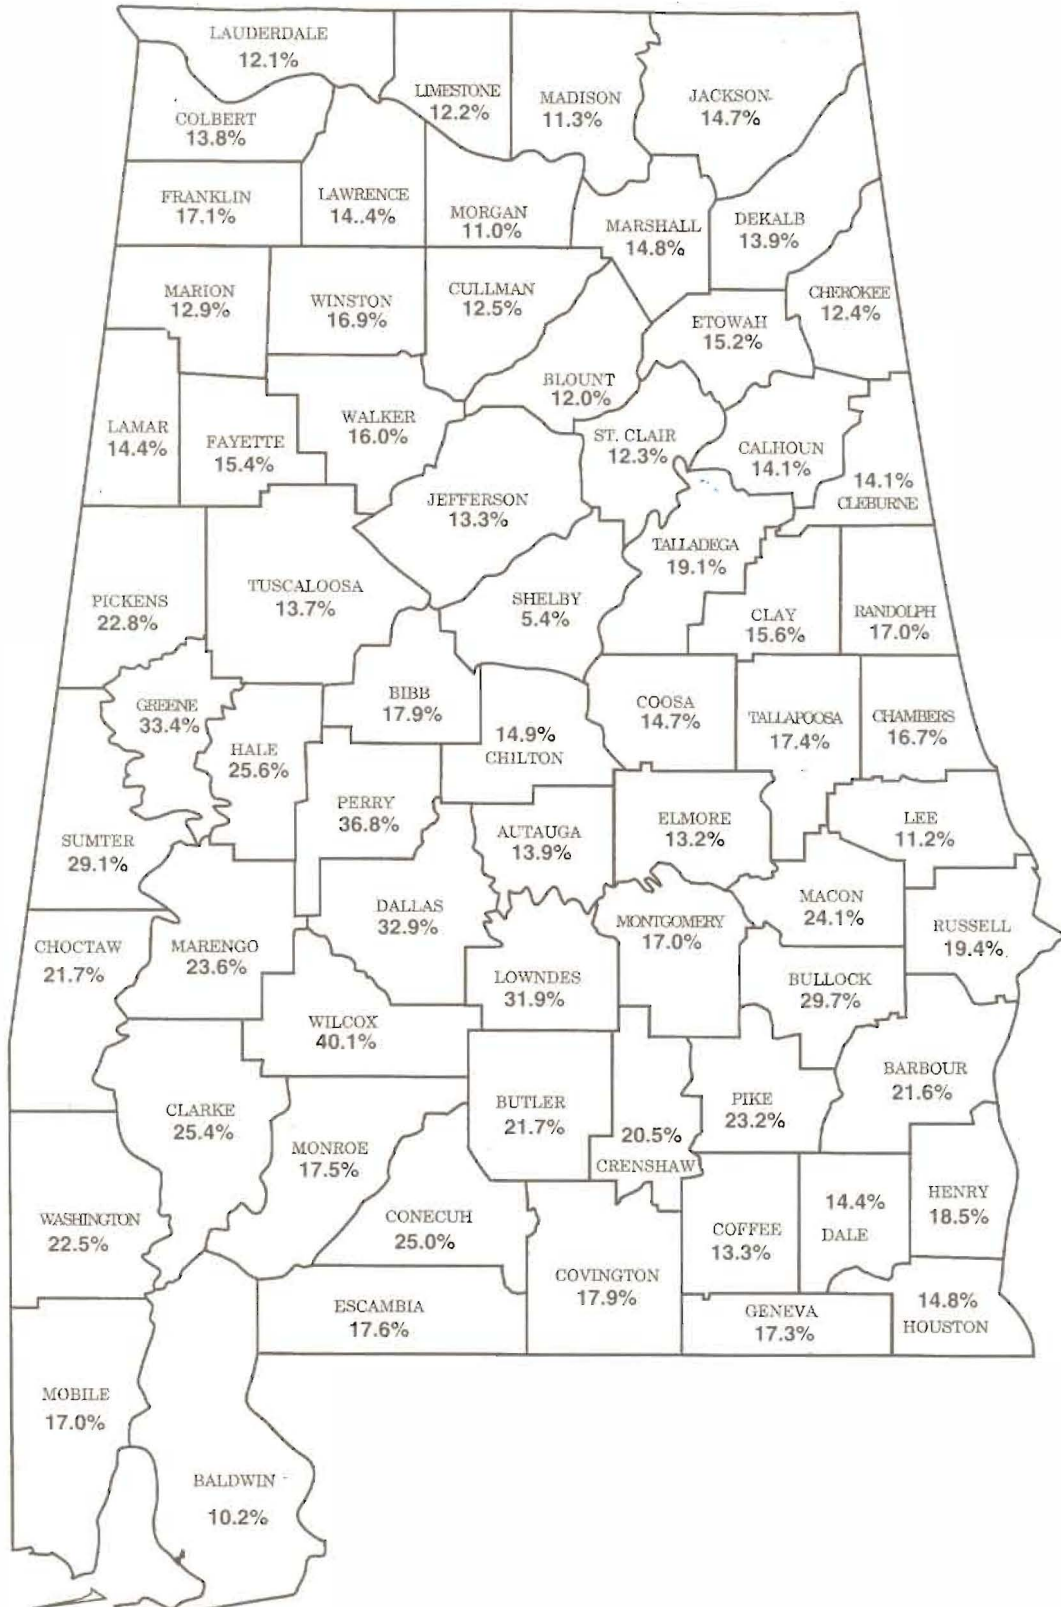 LAUDERDALE
12.1%
LIMESTONE
12.2%
MADISON
11.3%
JACKSON
14.7%
COLBERT
13.8%
FRANKLIN
17.1%
LAWRENCE
14..4%
MORGAN
11.0%
MARSHALL
14.8%
DEKALB
13.9%
MARION
12.9%
WINSTON
16.9%
CULLMAN
12.5%
CHEROKEE
12.4%
ETOWAH
15.2%
BLOUNT
12.0%
LAMAR
14.4%
FAYETTE
15.4%
WALKER
16.0%
ST. CLAIR
12.3%
CALHOUN
14.1%
14.1%
CLEBURNE
JEFFERSON
13.3%
TALLADEGA
19.1%
PICKENS
22.8%
TUSCALOOSA
13.7%
SHELBY
5.4%
CLAY
15.6%
RANDOLPH
17.0%
GREENE
33.4%
HALE
25.6%
BIBB
17.9%
14.9%
CHILTON
COOSA
14.7%
TALLAPOOSA
17.4%
CHAMBERS
16.7%
SUMTER
29.1%
PERRY
36.8%
AUTAUGA
13.9%
ELMORE
13.2%
LEE
11.2%
CHOCTAW
21.7%
MARENGO
23.6%
DALLAS
32.9%
LOWNDES
31.9%
MONTGOMERY
17.0%
MACON
24.1%
RUSSELL
19.4%
BULLOCK
29.7%
WILCOX
40.1%
CLARKE
25.4%
MONROE
17.5%
BUTLER
21.7%
20.5%
CRENSHAW
PIKE
23.2%
BARBOUR
21.6%
WASHINGTON
22.5%
CONECUH
25.0%
COVINGTON
17.9%
COFFEE
13.3%
14.4%
DALE
HENRY
18.5%
ESCAMBIA
17.6%
GENEVA
17.3%
14.8%
HOUSTON
MOBILE
17.0%
BALDWIN
10.2%